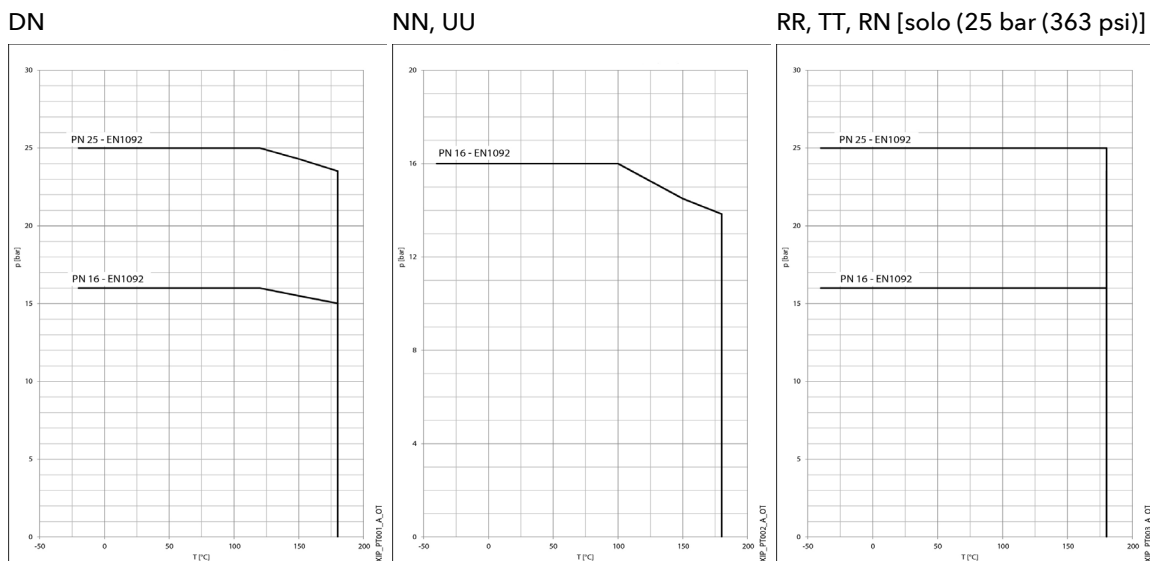 DN
NN, UU
RR, TT, RN [solo (25 bar (363 psi)]
30
25
20
15
10
5
0
p [bar]
PN 25 - EN1092
PN 16 - EN1092
-50
0
50
100
150
200
T [°C]
XIP_PT001_A_OT
20
16
12
8
4
0
p [bar]
PN 16 - EN1092
-50
0
50
100
150
200
T [°C]
XIP_PT002_A_OT
30
25
20
15
10
5
0
p [bar]
PN 25 - EN1092
PN 16 - EN1092
-50
0
50
100
150
200
T [°C]
XIP_PT003_A_OT